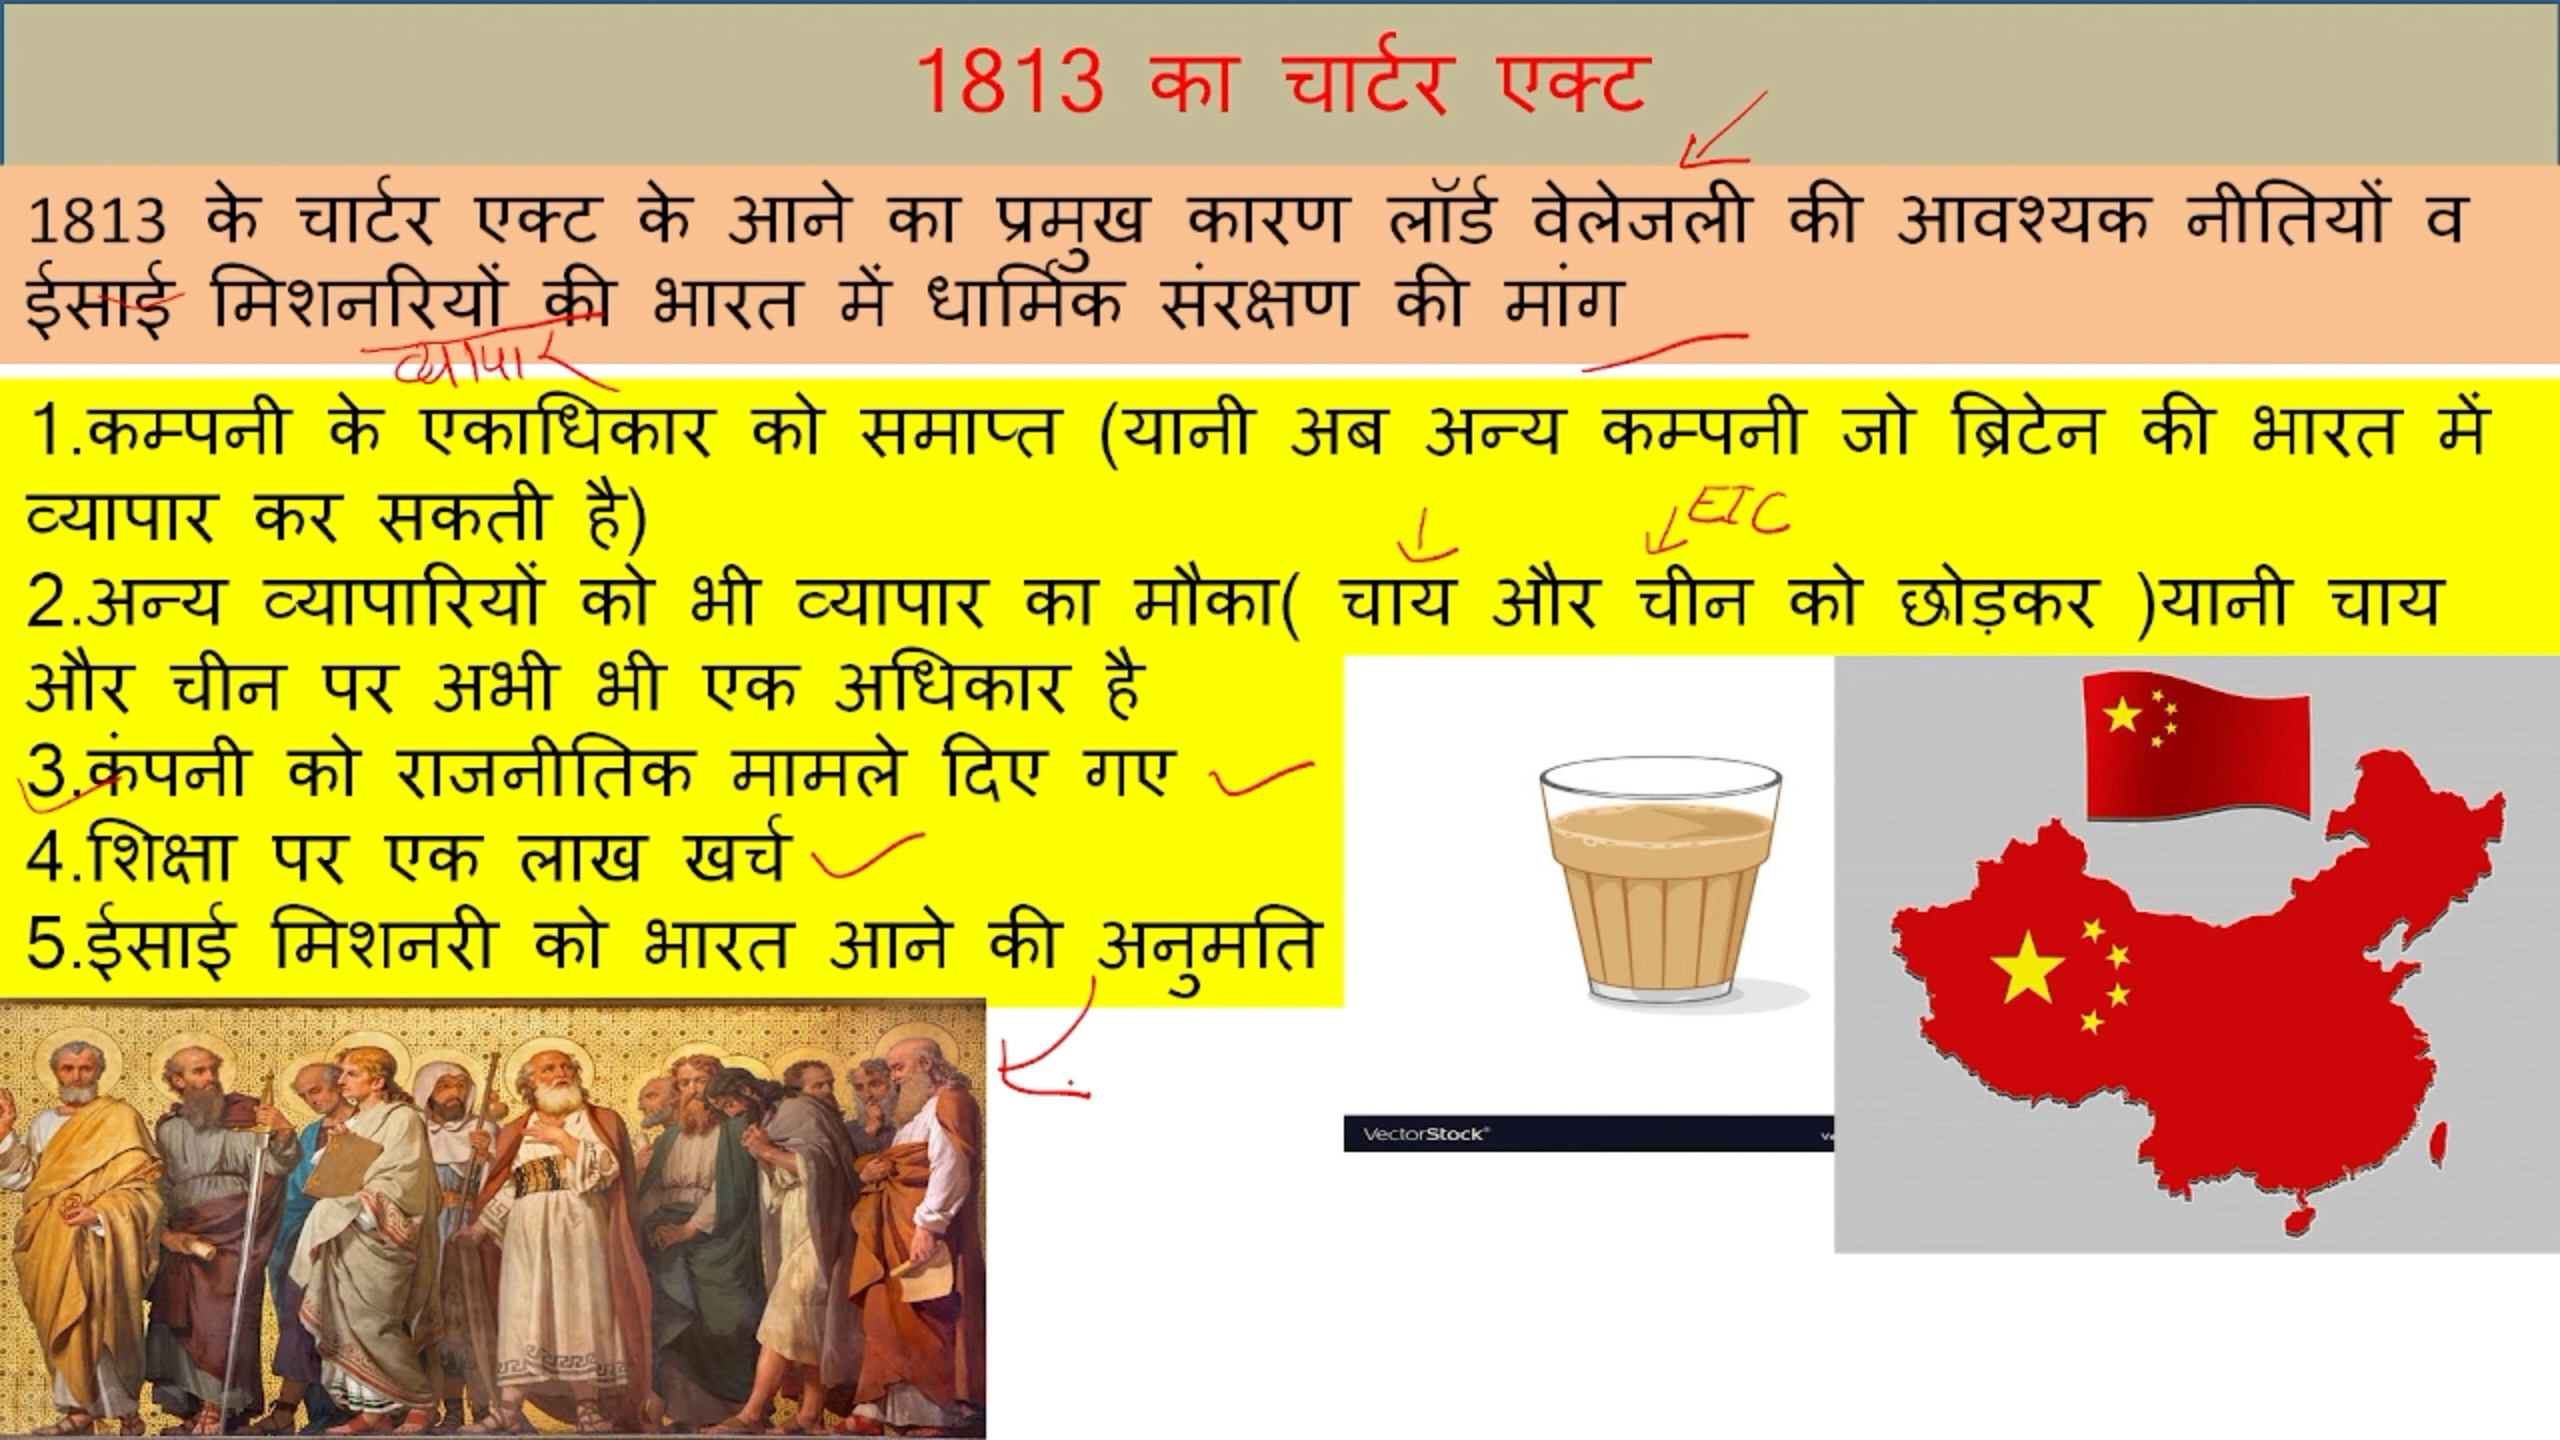 1813 का चार्टर एक्ट
1813 के चार्टर एक्ट के आने का प्रमुख कारण लॉर्ड वेलेजली की आवश्यक नीतियों व
ईसाई मिशनरियों की भारत में धार्मिक संरक्षण की मांग
व्यापार
1.कम्पनी के एकाधिकार को समाप्त (यानी अब अन्य कम्पनी जो ब्रिटेन की भारत में
व्यापार कर सकती है)
EIC
2.अन्य व्यापारियों को भी व्यापार का मौका( चाय और चीन को छोड़कर )यानी चाय
और चीन पर अभी भी एक अधिकार है
3.कंपनी को राजनीतिक मामले दिए गए
4.शिक्षा पर एक लाख खर्च
5.ईसाई मिशनरी को भारत आने की अनुमति
VectorStock®